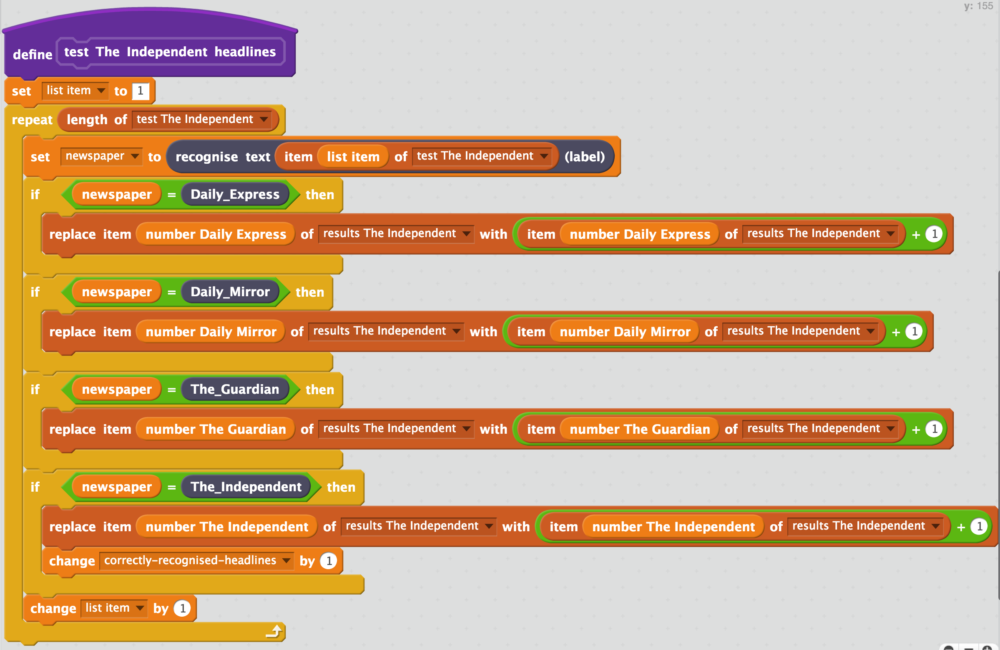 y: 155
define test The Independent headlines
set list item to 1
repeat length of test The Independent
set newspaper to recognise text item list item of test The Independent (label)
if newspaper = Daily_Express then
replace item number Daily Express of results The Independent with item number Daily Express of results The Independent + 1
if newspaper = Daily_Mirror then
replace item number Daily Mirror of results The Independent with item number Daily Mirror of results The Independent + 1
if newspaper = The_Guardian then
replace item number The Guardian of results The Independent with item number The Guardian of results The Independent + 1
if newspaper = The_Independent then
replace item number The Independent of results The Independent with item number The Independent of results The Independent + 1
change correctly-recognised-headlines by 1
change list item by 1